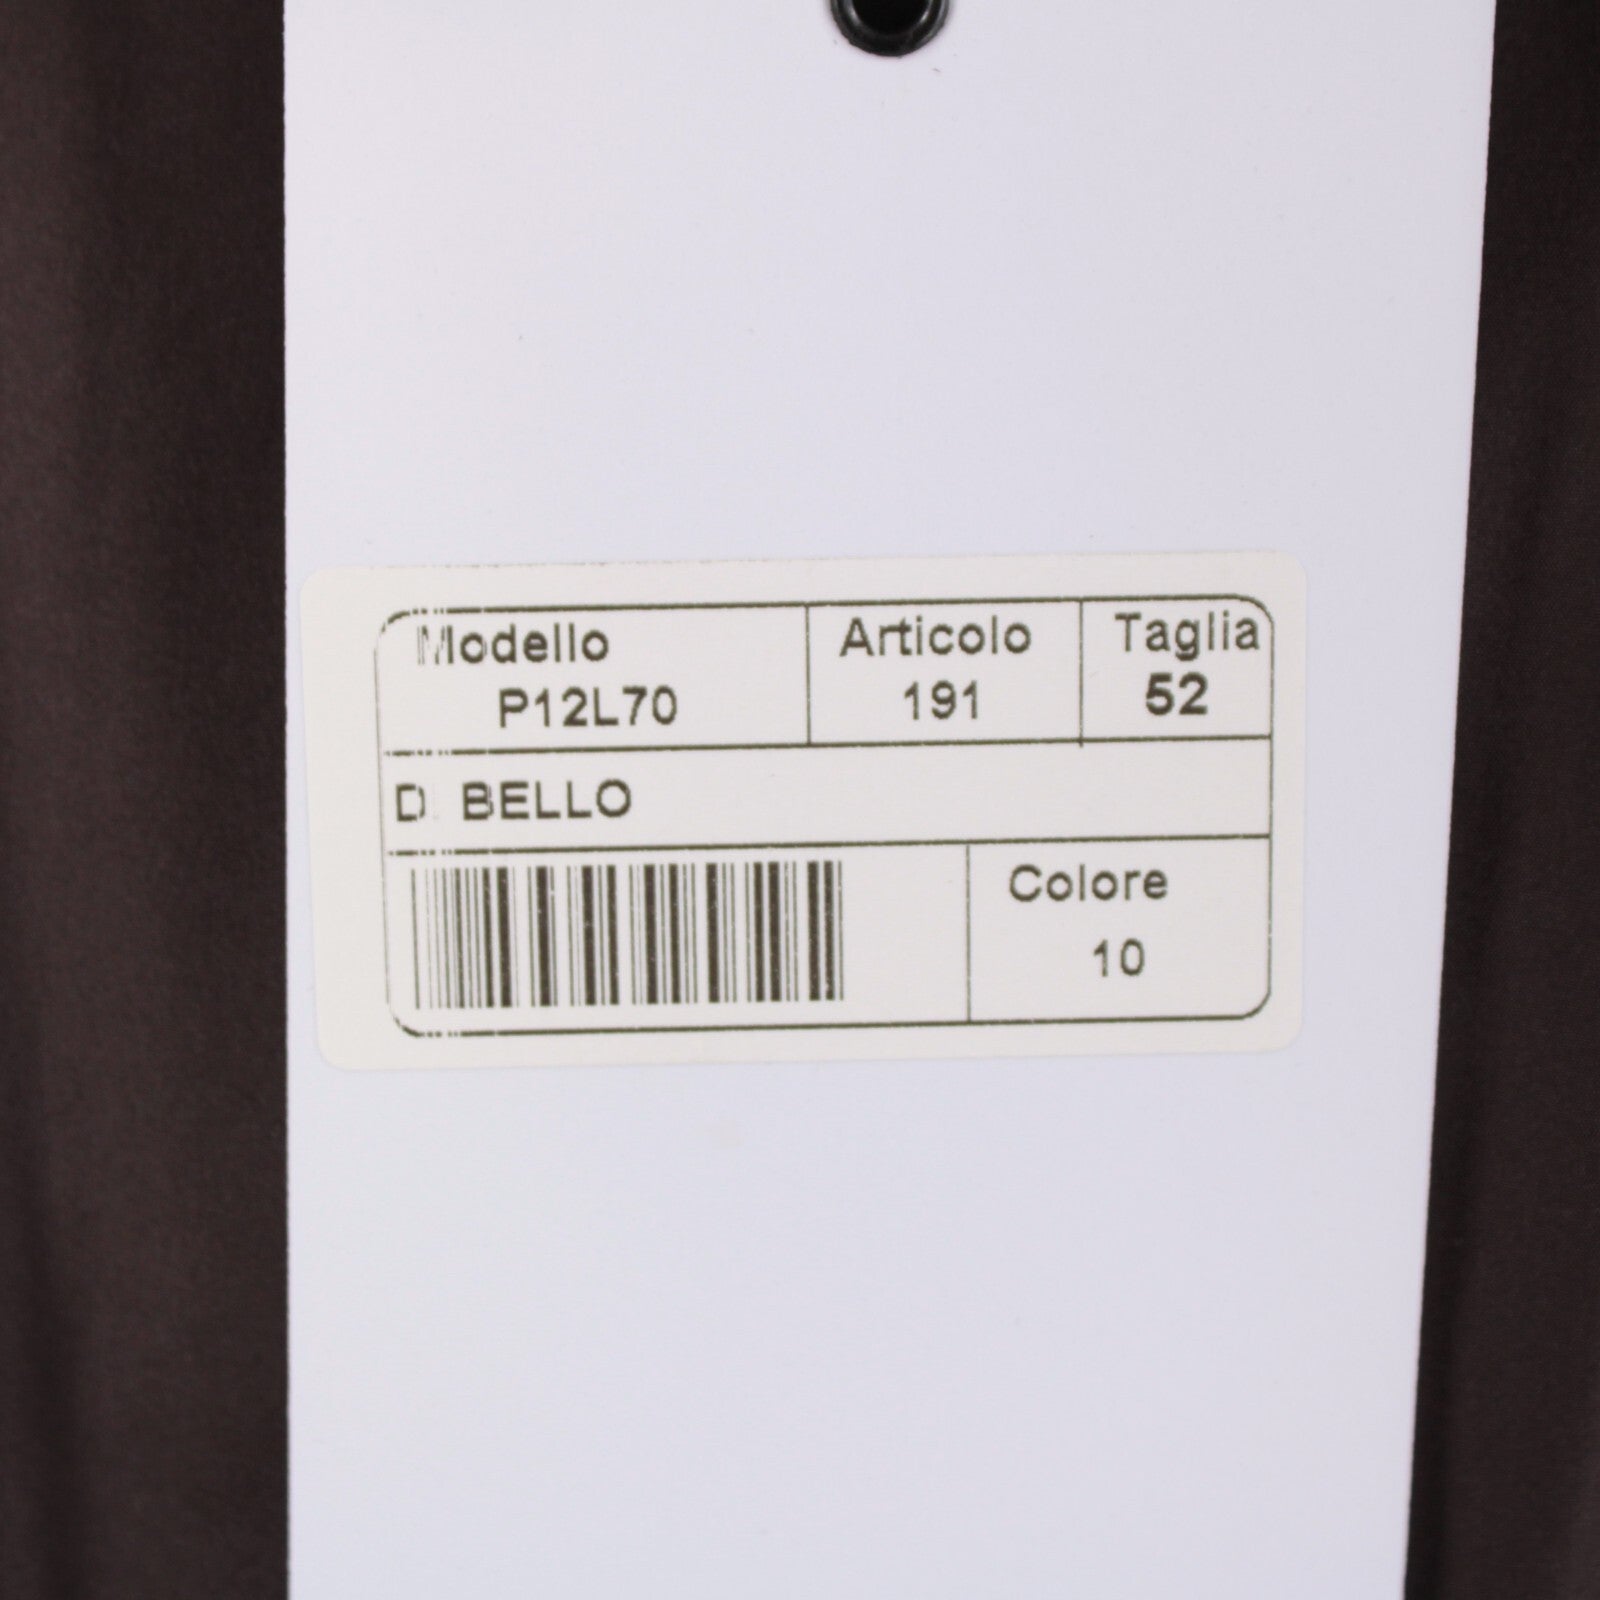 Modello Articolo Taglia
P12L70 191 52
D. BELLO
Colore
10